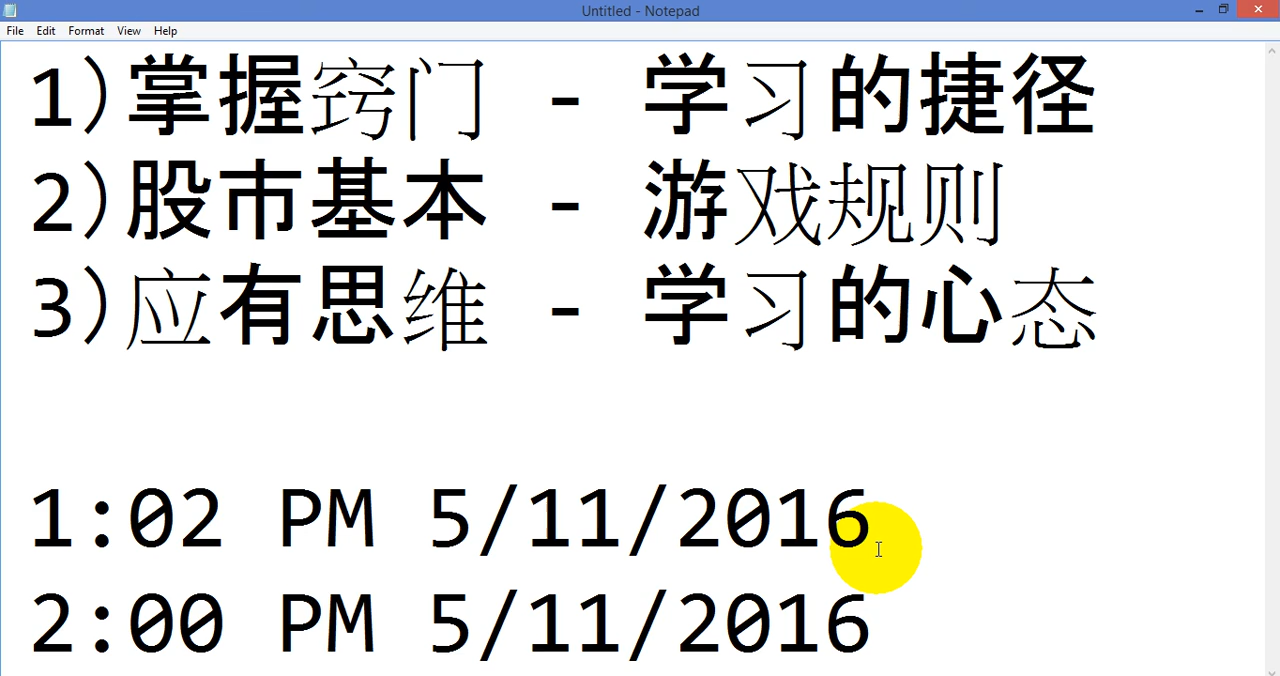 Untitled - Notepad
File Edit Format View Help
1)掌握窍门 - 学习的捷径
2)股市基本 - 游戏规则
3)应有思维 - 学习的心态
1:02 PM 5/11/2016
2:00 PM 5/11/2016